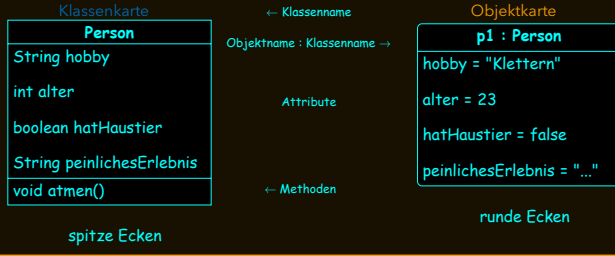 Klassenkarte
Person
String hobby
int alter
boolean hatHaustier
String peinlichesErlebnis
void atmen()
spitze Ecken
← Klassenname
Objektname : Klassenname →
Attribute
← Methoden
Objektkarte
p1 : Person
hobby = "Klettern"
alter = 23
hatHaustier = false
peinlichesErlebnis = "..."
runde Ecken